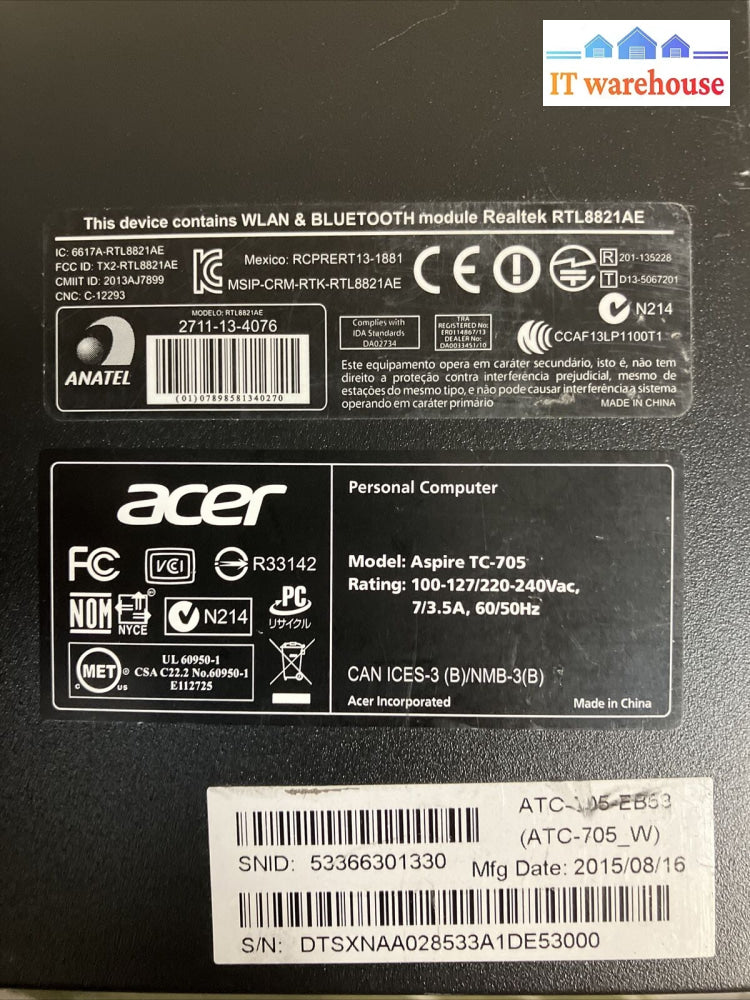 IT warehouse
This device contains WLAN & BLUETOOTH module Realtek RTL8821AE
IC: 6617A-RTL8821AE
FCC ID: TX2-RTL8821AE
CMIIT ID: 2013AJ7899
CNC: C-12293
Mexico: RCPRERT13-1881
MSIP-CRM-RTK-RTL8821AE
CE
R 201-135228
T D13-5067201
N214
MODELO: RTL8821AE
2711-13-4076
ANATEL
(01)07898581340270
Complies with
IDA Standards
DA02734
TRA
REGISTERED No:
ER0114867/13
DEALER No:
DA0033451/10
CCAF13LP1100T1
Este equipamento opera em caráter secundário, isto é, não tem
direito a proteção contra interferência prejudicial, mesmo de
estações do mesmo tipo, e não pode causar interferência a sistema
operando em caráter primário
MADE IN CHINA
acer
FC
VCI
R33142
NOM
NYCE
N214
PC
リサイクル
MET
C US
UL 60950-1
CSA C22.2 No.60950-1
E112725
Personal Computer
Model: Aspire TC-705
Rating: 100-127/220-240Vac,
7/3.5A, 60/50Hz
CAN ICES-3 (B)/NMB-3(B)
Acer Incorporated
Made in China
(ATC-705_W)
SNID: 53366301330
Mfg Date: 2015/08/16
S/N: DTSXNAA028533A1DE53000